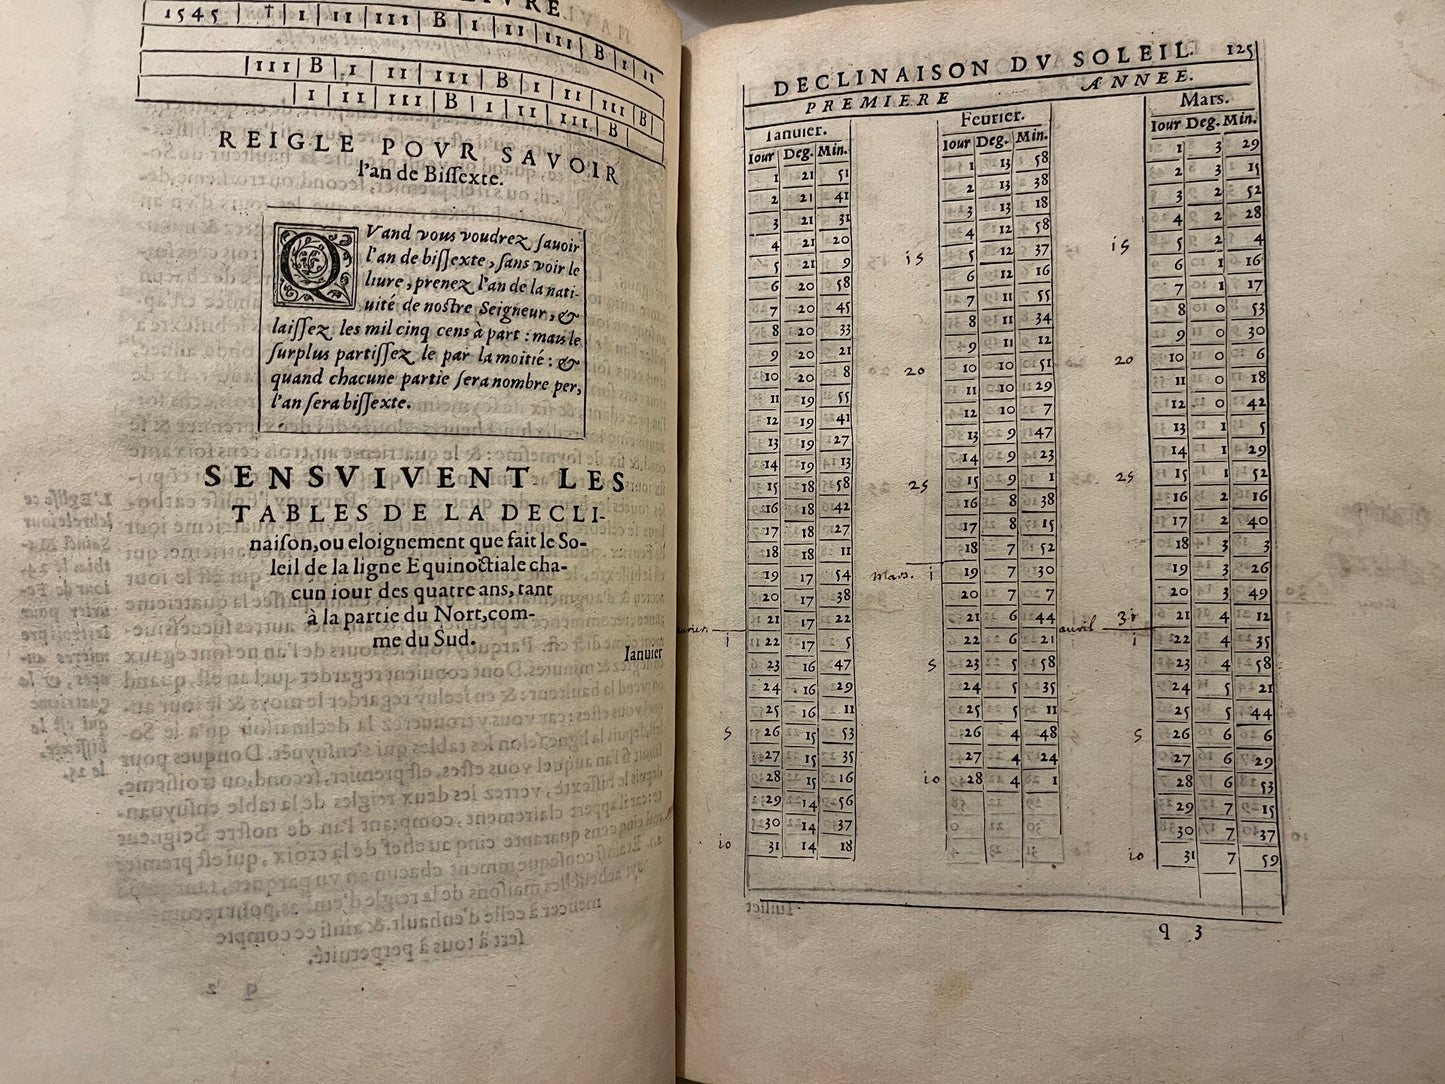 LIVRE.
1545 † I II III B I II III B I II
III B I II III B I II III B
I II III B I II III B
REIGLE POVR SAVOIR
l'an de Biſſexte.
QVand vous voudrez ſauoir
l'an de biſſexte, ſans voir le
liure, prenez l'an de la nati-
uité de noſtre Seigneur, &
laiſſez les mil cinq cens à part: mais le
ſurplus partiſſez le par la moitié: &
quand chacune partie ſera nombre per,
l'an ſera biſſexte.
SENSVIVENT LES
TABLES DE LA DECLI-
naiſon, ou eloignement que fait le So-
leil de la ligne Equinoctiale cha-
cun iour des quatre ans, tant
à la partie du Nort, com-
me du Sud.
Ianuier
DECLINAISON DV SOLEIL. 125
PREMIERE ANNEE.
Ianuier. Feurier. Mars.
Iour Deg. Min. Iour Deg. Min. Iour Deg. Min.
1 21 51 1 13 58 1 3 29
2 21 41 2 13 38 2 3 15
3 21 31 3 13 18 3 2 52
4 21 20 4 12 58 4 2 28
5 21 9 15 5 12 37 15 5 2 4
6 20 58 6 12 16 6 1 16
7 20 45 7 11 55 7 1 17
8 20 33 8 11 34 8 0 53
9 20 21 9 11 12 9 0 30
10 20 8 20 10 10 51 20 10 0 6
11 19 55 11 10 29 11 0 18
12 19 41 12 10 7 12 0 42
13 19 27 13 9 47 13 1 5
14 19 13 14 9 23 14 1 29
15 18 58 25 15 9 1 25 15 1 52
16 18 42 16 8 38 16 2 16
17 18 27 17 8 15 17 2 40
18 18 11 18 7 52 18 3 3
19 17 54 mars. i 19 7 30 19 3 26
20 17 38 20 7 7 20 3 49
21 17 22 21 6 44 31 21 4 12
i 22 17 5 22 6 21 auril i 22 4 35
23 16 47 5 23 5 58 23 4 58
24 16 29 24 5 35 24 5 21
25 16 11 25 5 11 25 5 44
5 26 15 53 26 4 48 5 26 6 6
27 15 35 27 4 24 27 6 29
28 15 16 10 28 4 1 28 6 53
29 14 56 29 7 15
30 14 37 30 7 37
10 31 14 18 10 31 7 59
q 3